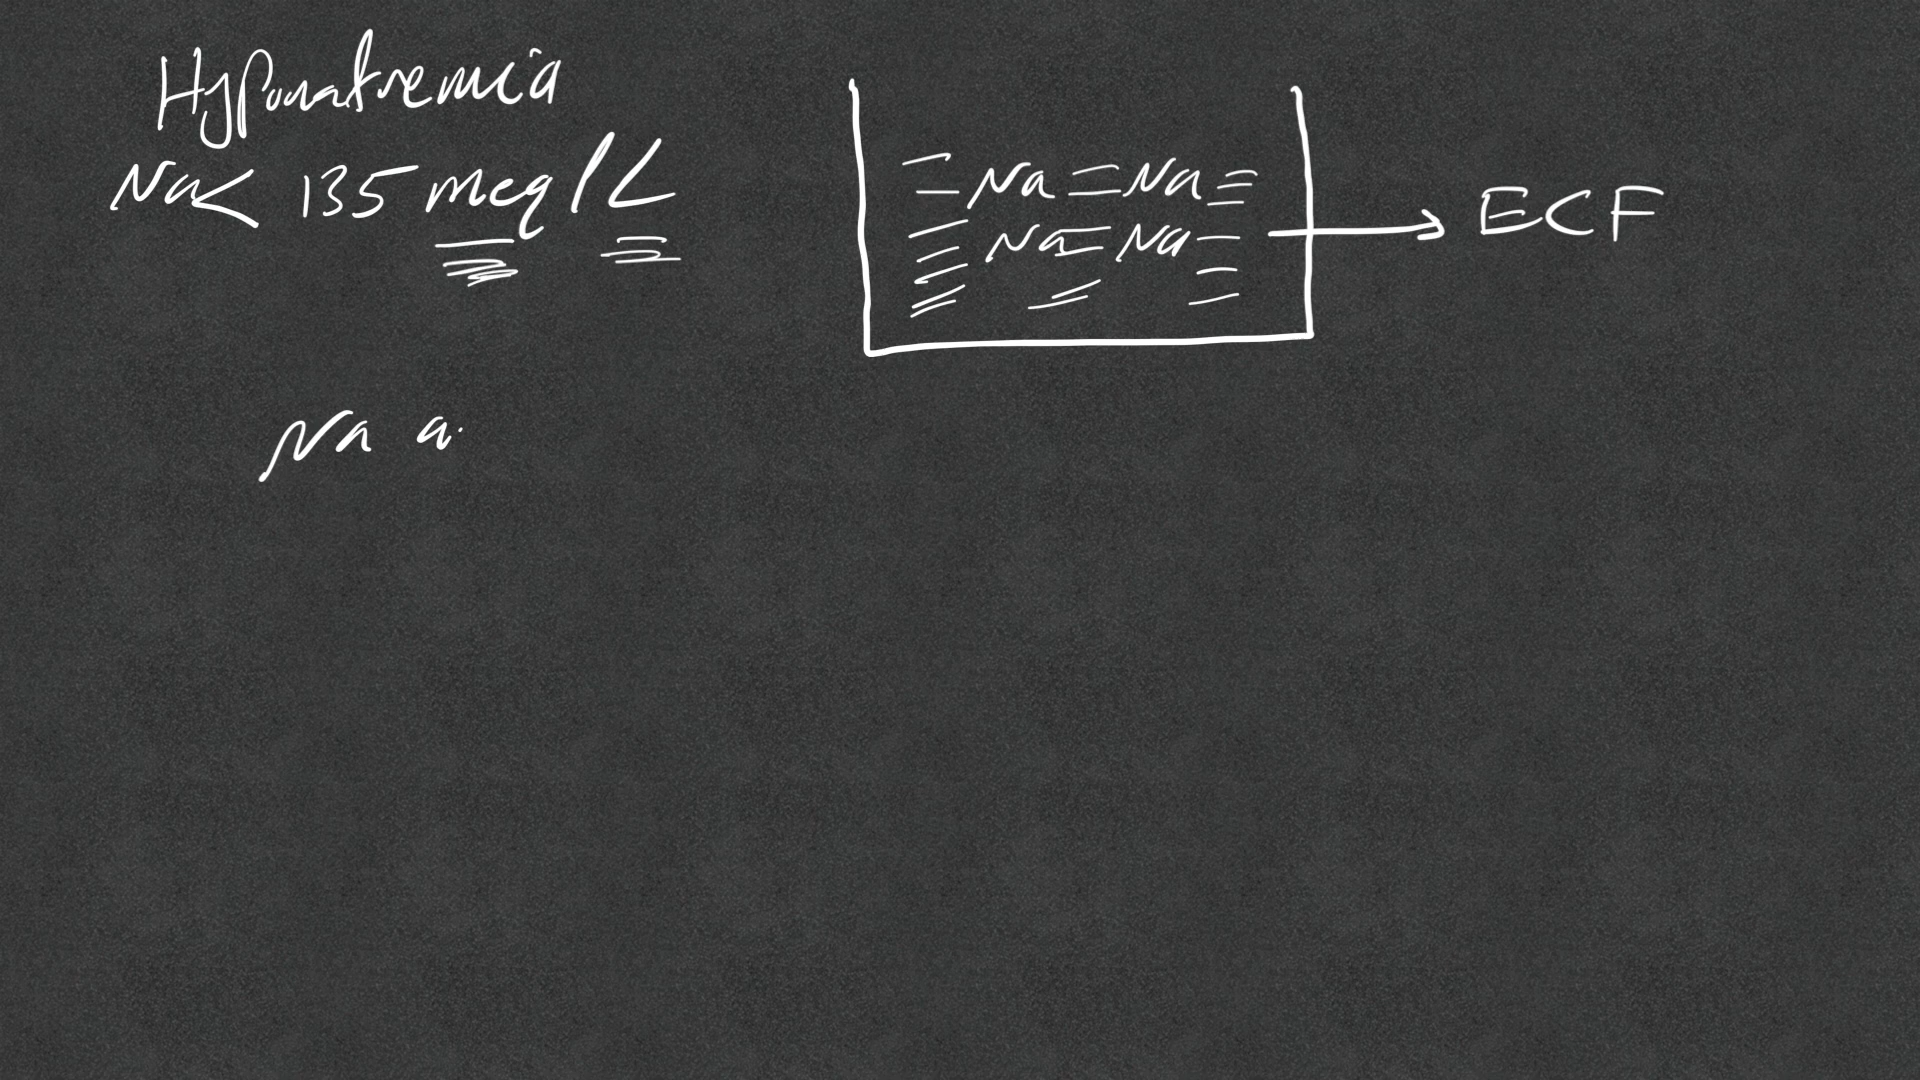 Hyponatremia
Na< 135 meq/L
Na Na
Na Na
ECF
Na a